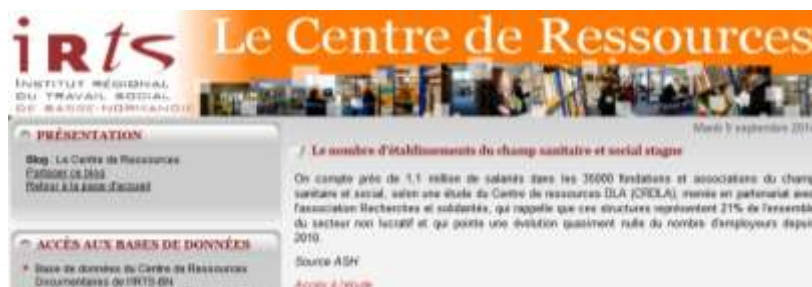 iRts
Le Centre de Ressources
INSTITUT RÉGIONAL
DU TRAVAIL SOCIAL
DE BASSE-NORMANDIE
PRÉSENTATION
Blog : Le Centre de Ressources
Partager ce blog
Retour à la page d'accueil
ACCÈS AUX BASES DE DONNÉES
Base de données du Centre de Ressources
Documentaires de l'IRTS-BN
Mardi 9 septembre 201
Le nombre d'établissements du champ sanitaire et social stagne
On compte près de 1,1 million de salariés dans les 35000 fondations et associations du champ
sanitaire et social, selon une étude du Centre de ressources DLA (CRDLA), menée en partenariat avec
l'association Recherches et solidarités, qui rappelle que ces structures représentent 21% de l'ensemble
du secteur non lucratif et qui pointe une évolution quasiment nulle du nombre d'employeurs depuis
2010.
Source ASH
Accès à l'étude